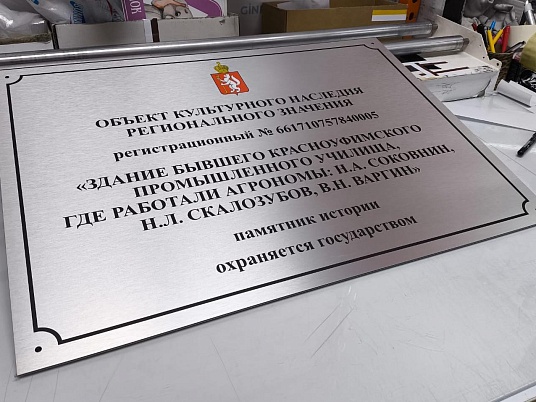 ОБЪЕКТ КУЛЬТУРНОГО НАСЛЕДИЯ
РЕГИОНАЛЬНОГО ЗНАЧЕНИЯ
регистрационный № 661710757840005
«ЗДАНИЕ БЫВШЕГО КРАСНОУФИМСКОГО
ПРОМЫШЛЕННОГО УЧИЛИЩА,
ГДЕ РАБОТАЛИ АГРОНОМЫ: Н.А. СОКОВНИН,
Н.Л. СКАЛОЗУБОВ, В.Н. ВАРГИН»
памятник истории
охраняется государством